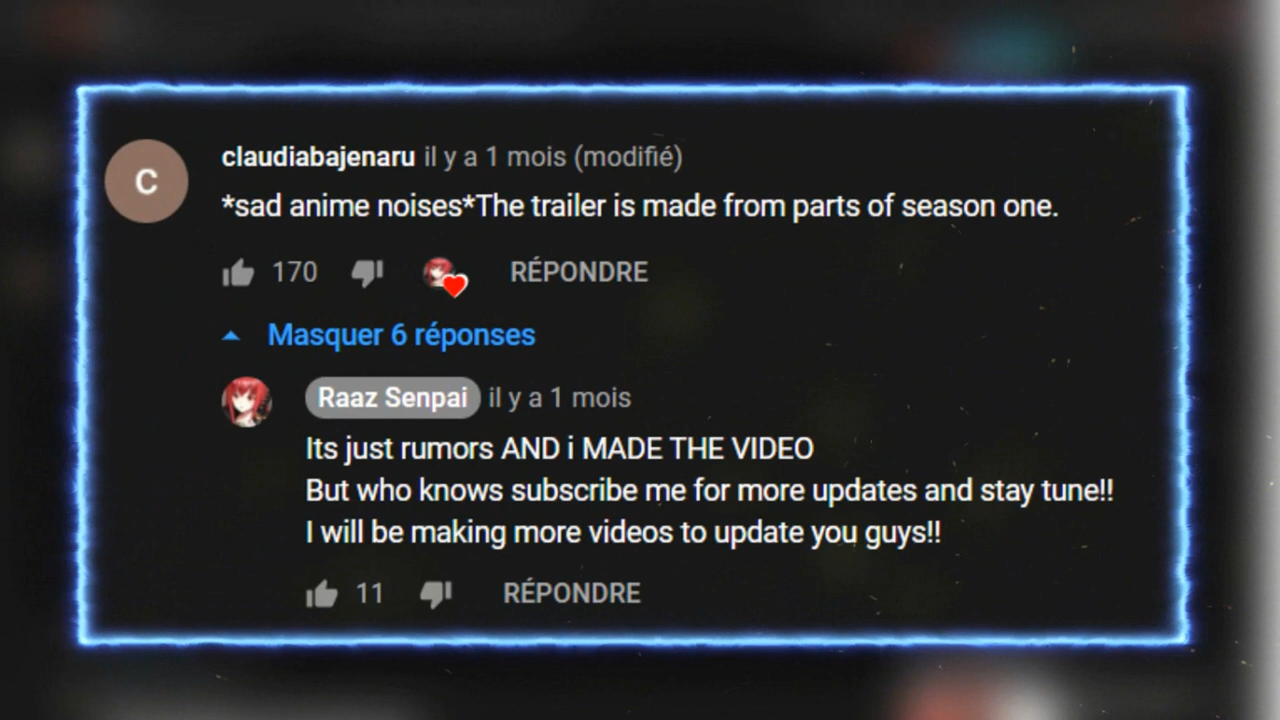 C
claudiabajenaru il y a 1 mois (modifié)
*sad anime noises*The trailer is made from parts of season one.
170 RÉPONDRE
Masquer 6 réponses
Raaz Senpai il y a 1 mois
Its just rumors AND i MADE THE VIDEO
But who knows subscribe me for more updates and stay tune!!
I will be making more videos to update you guys!!
11 RÉPONDRE